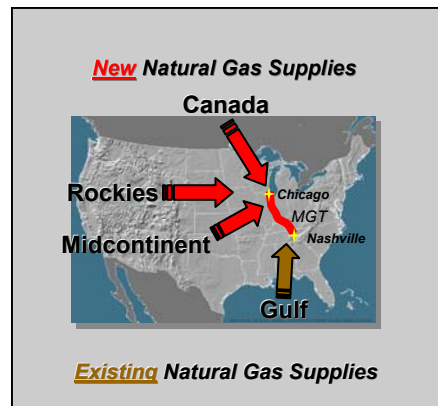 New Natural Gas Supplies
Canada
Rockies
Chicago
MGT
Midcontinent
Nashville
Gulf
Existing Natural Gas Supplies